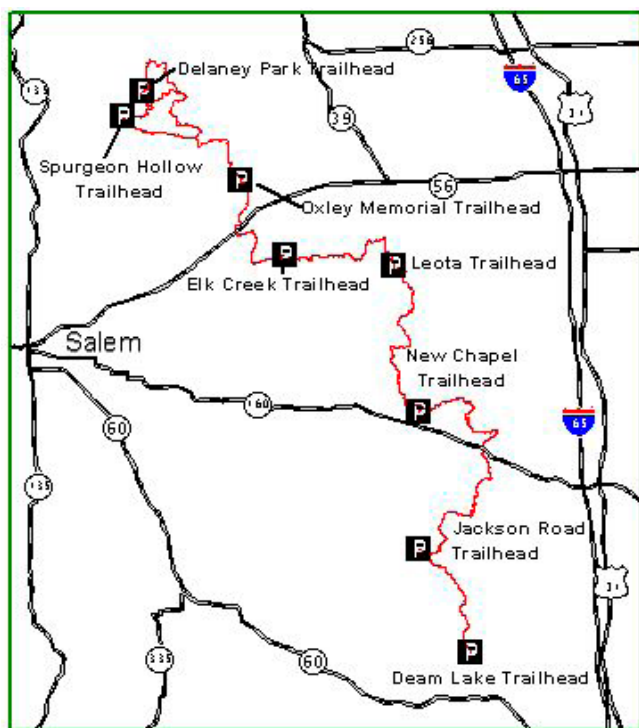 256
65
135
Delaney Park Trailhead
31
39
Spurgeon Hollow
Trailhead
56
Oxley Memorial Trailhead
Elk Creek Trailhead
Leota Trailhead
Salem
New Chapel
Trailhead
160
65
60
135
Jackson Road
Trailhead
31
335
60
Deam Lake Trailhead